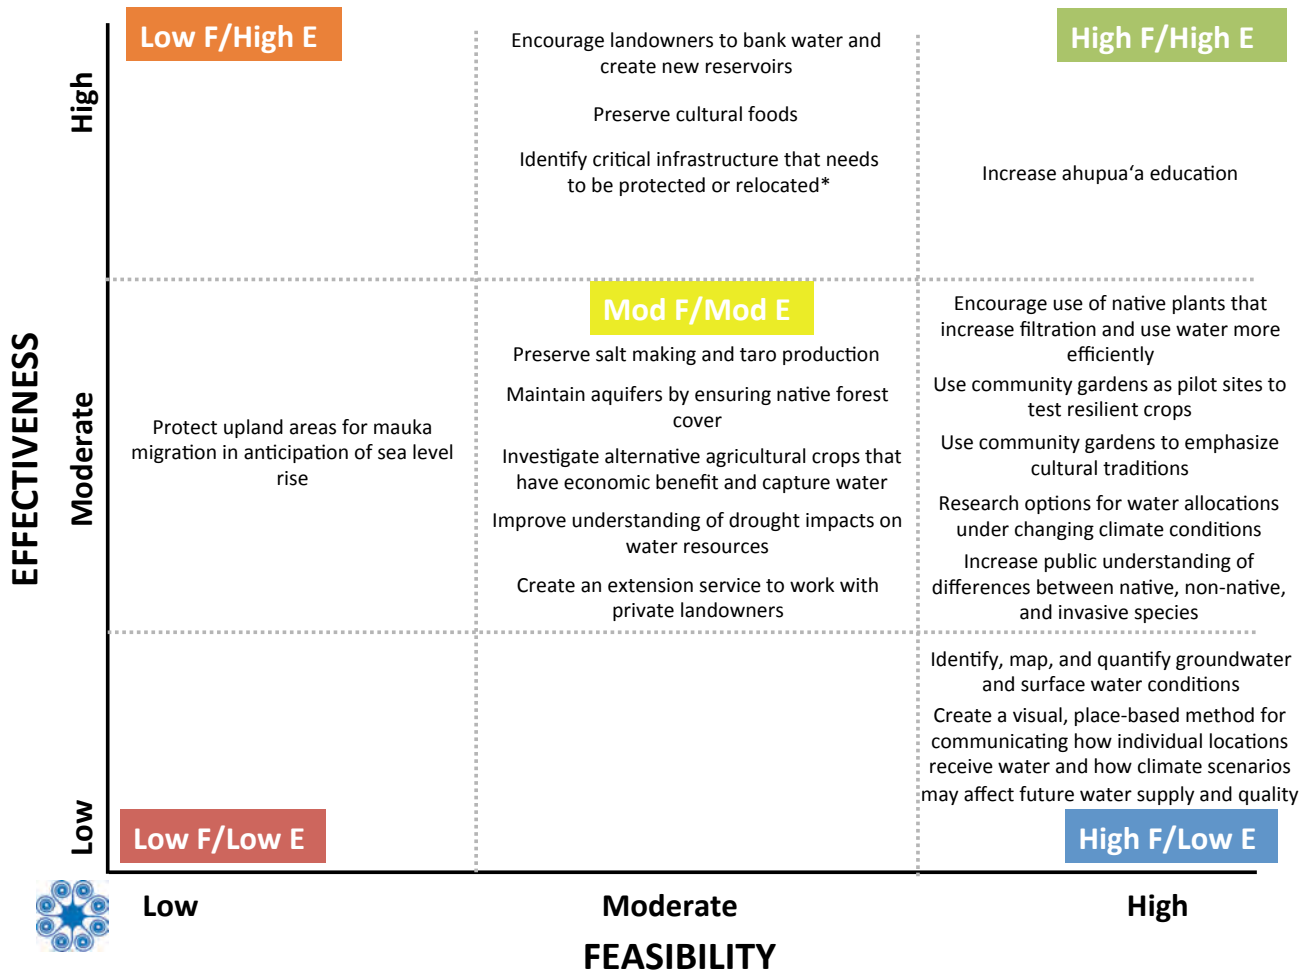 Low F/High E
Encourage landowners to bank water and
create new reservoirs
Preserve cultural foods
Identify critical infrastructure that needs
to be protected or relocated*
High F/High E
Increase ahupua‘a education
High
Protect upland areas for mauka
migration in anticipation of sea level
rise
Mod F/Mod E
Preserve salt making and taro production
Maintain aquifers by ensuring native forest
cover
Investigate alternative agricultural crops that
have economic benefit and capture water
Improve understanding of drought impacts on
water resources
Create an extension service to work with
private landowners
Encourage use of native plants that
increase filtration and use water more
efficiently
Use community gardens as pilot sites to
test resilient crops
Use community gardens to emphasize
cultural traditions
Research options for water allocations
under changing climate conditions
Increase public understanding of
differences between native, non-native,
and invasive species
Moderate
EFFECTIVENESS
Identify, map, and quantify groundwater
and surface water conditions
Create a visual, place-based method for
communicating how individual locations
receive water and how climate scenarios
may affect future water supply and quality
Low
Low F/Low E
High F/Low E
Low
Moderate
High
FEASIBILITY